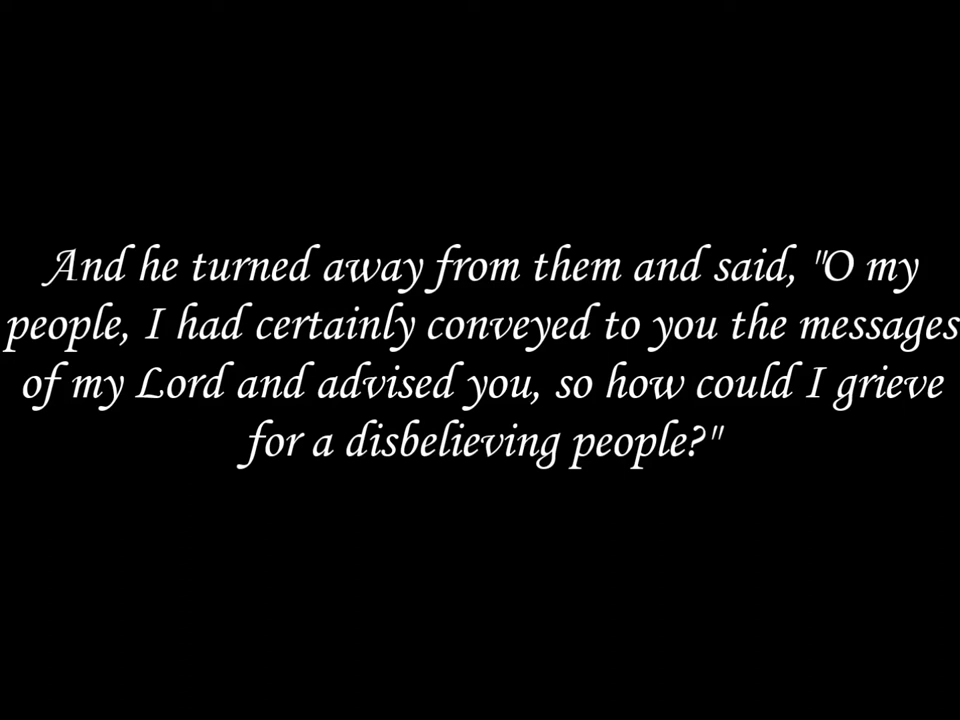 And he turned away from them and said, "O my
people, I had certainly conveyed to you the messages
of my Lord and advised you, so how could I grieve
for a disbelieving people?"